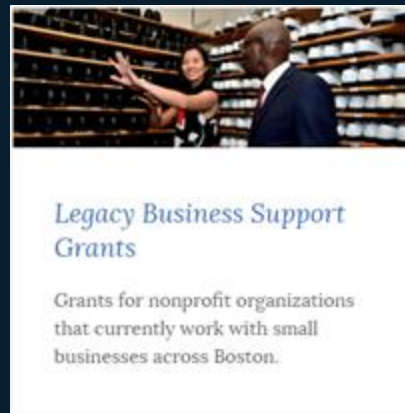 Legacy Business Support
Grants
Grants for nonprofit organizations
that currently work with small
businesses across Boston.